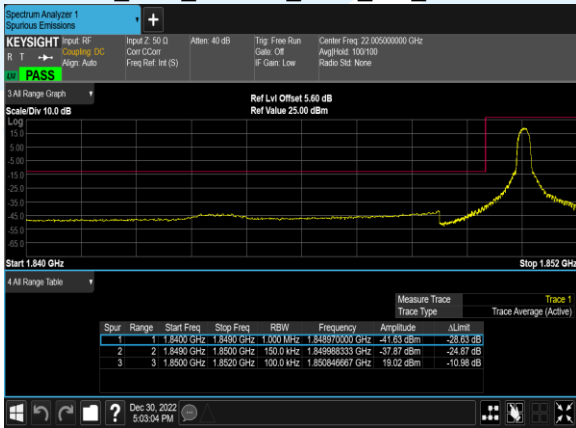 Spectrum Analyzer 1
Spurious Emissions
+
KEYSIGHT Input: RF Input Z: 50 Ω Atten: 40 dB Trig: Free Run Center Freq: 22.005000000 GHz
R T Coupling: DC Corr CCorr Gate: Off Avg|Hold: 100/100
Align: Auto Freq Ref: Int (S) IF Gain: Low Radio Std: None
PASS
3 All Range Graph
Ref Lvl Offset 5.60 dB
Scale/Div 10.0 dB Ref Value 25.00 dBm
Log
15.0
5.00
-5.00
-15.0
-25.0
-35.0
-45.0
-55.0
-65.0
Start 1.840 GHz Stop 1.852 GHz
4 All Range Table
Measure Trace Trace 1
Trace Type Trace Average (Active)
Spur Range Start Freq Stop Freq RBW Frequency Amplitude ΔLimit
1 1 1.8400 GHz 1.8490 GHz 1.000 MHz 1.848970000 GHz -41.63 dBm -28.63 dB
2 2 1.8490 GHz 1.8500 GHz 150.0 kHz 1.849988333 GHz -37.87 dBm -24.87 dB
3 3 1.8500 GHz 1.8520 GHz 100.0 kHz 1.850846667 GHz 19.02 dBm -10.98 dB
? Dec 30, 2022
5:03:04 PM